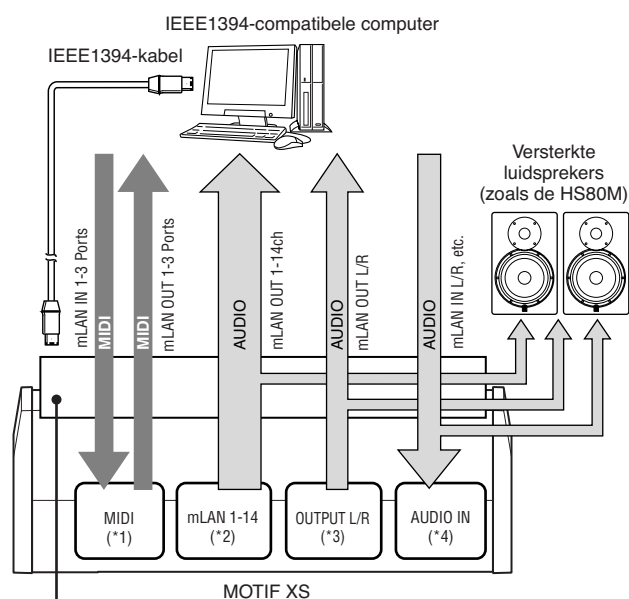 IEEE1394-compatibele computer
IEEE1394-kabel
Versterkte
luidsprekers
(zoals de HS80M)
mLAN IN 1-3 Ports
MIDI
MIDI
mLAN OUT 1-3 Ports
AUDIO
mLAN OUT 1-14ch
AUDIO
mLAN OUT L/R
AUDIO
mLAN IN L/R, etc.
MIDI
(*1)
mLAN 1-14
(*2)
OUTPUT L/R
(*3)
AUDIO IN
(*4)
MOTIF XS